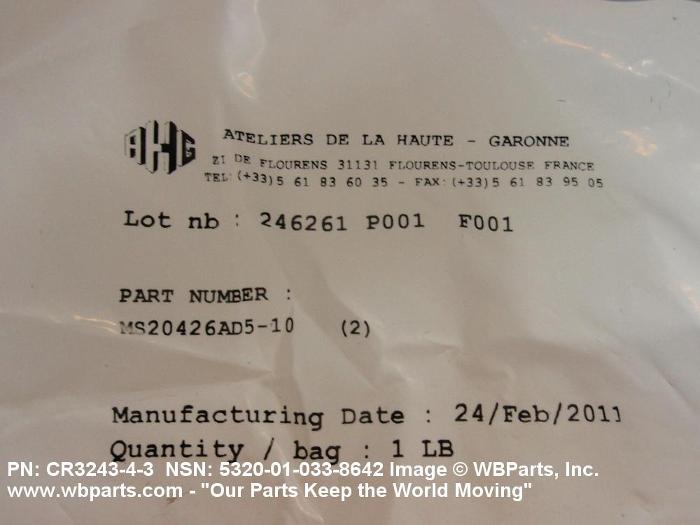 AHG ATELIERS DE LA HAUTE - GARONNE
ZI DE FLOURENS 31131 FLOURENS-TOULOUSE FRANCE
TEL:(+33)5 61 83 60 35 - FAX:(+33)5 61 83 95 05
Lot nb : 246261 P001 F001
PART NUMBER :
MS20426AD5-10 (2)
Manufacturing Date : 24/Feb/2011
Quantity / bag : 1 LB
PN: CR3243-4-3 NSN: 5320-01-033-8642 Image © WBParts, Inc.
www.wbparts.com - "Our Parts Keep the World Moving"